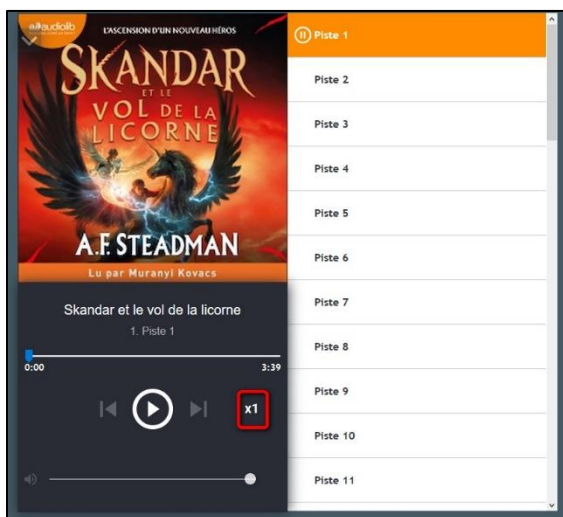 audiolib
L'ASCENSION D'UN NOUVEAU HÉROS
SKANDAR
ET LE
VOL DE LA
LICORNE
A.F. STEADMAN
Lu par Muranyi Kovacs
Skandar et le vol de la licorne
1. Piste 1
0:00
3:39
x1
Piste 1
Piste 2
Piste 3
Piste 4
Piste 5
Piste 6
Piste 7
Piste 8
Piste 9
Piste 10
Piste 11